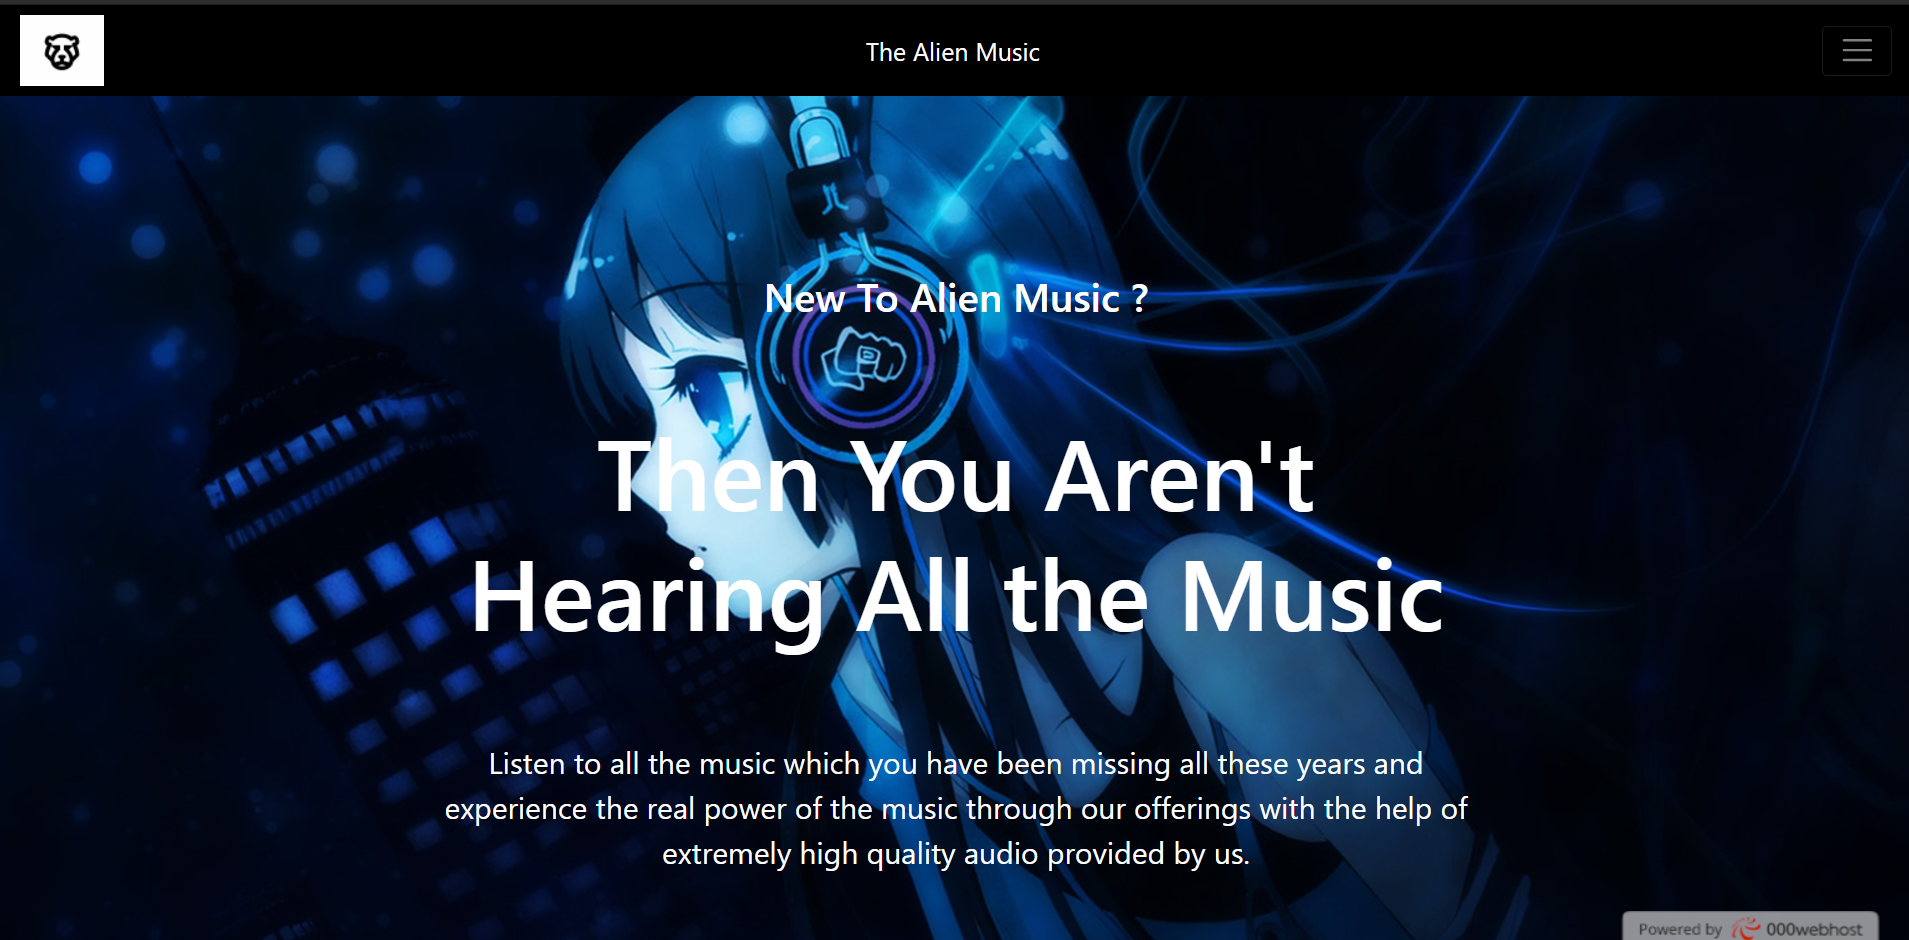 The Alien Music
New To Alien Music ?
Then You Aren't
Hearing All the Music
Listen to all the music which you have been missing all these years and
experience the real power of the music through our offerings with the help of
extremely high quality audio provided by us.
Powered by 000webhost